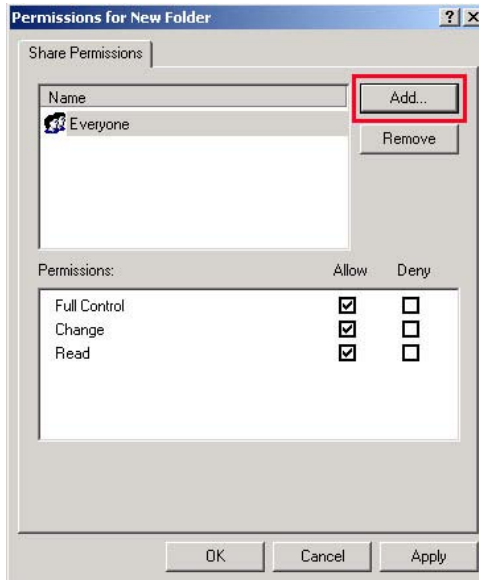 Permissions for New Folder ? ×
Share Permissions
Name
Add...
Everyone
Remove
Permissions: Allow Deny
Full Control
Change
Read
OK Cancel Apply